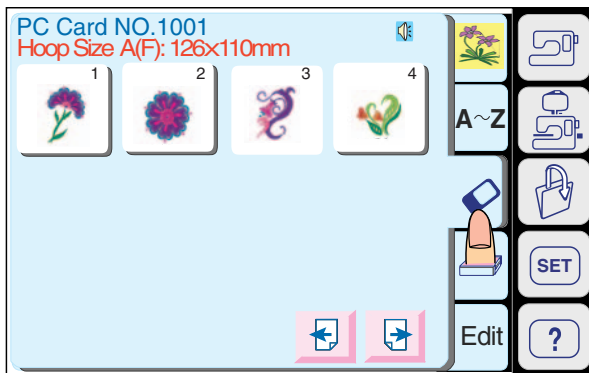 PC Card NO.1001
Hoop Size A(F): 126×110mm
1 2 3 4
A~Z
SET
Edit
?